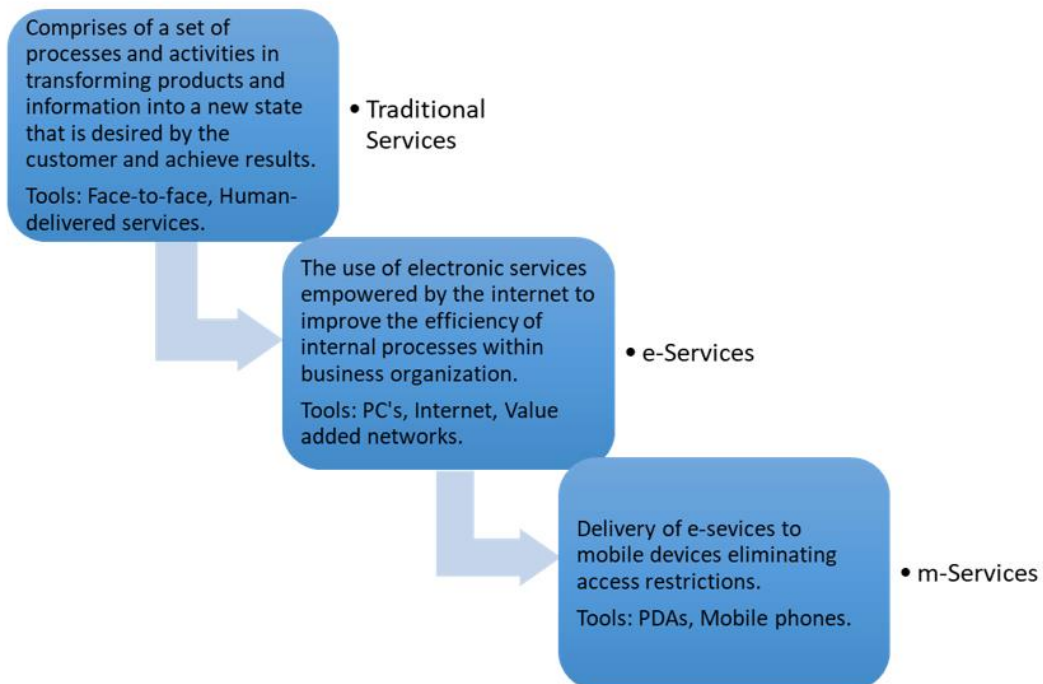 Comprises of a set of
processes and activities in
transforming products and
information into a new state
that is desired by the
customer and achieve results.
Tools: Face-to-face, Human-
delivered services.
• Traditional
Services
The use of electronic services
empowered by the internet to
improve the efficiency of
internal processes within
business organization.
Tools: PC's, Internet, Value
added networks.
• e-Services
Delivery of e-sevices to
mobile devices eliminating
access restrictions.
Tools: PDAs, Mobile phones.
• m-Services